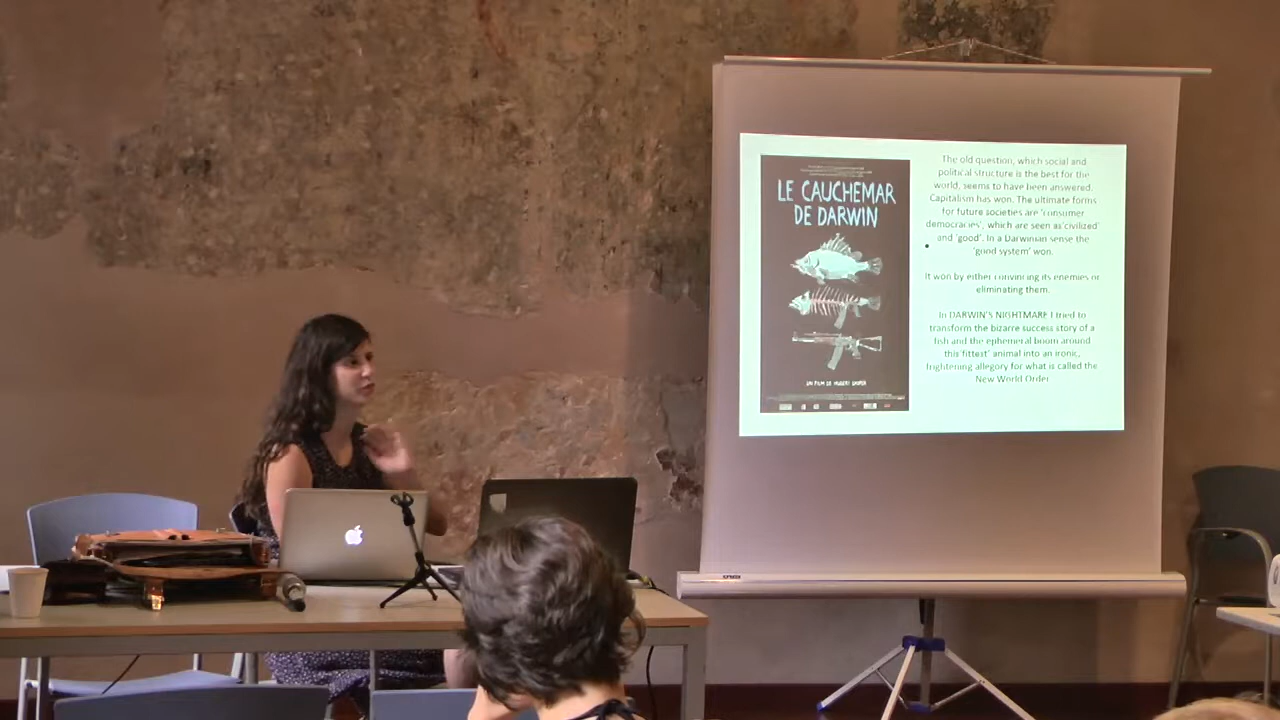 LE CAUCHEMAR
DE DARWIN
UN FILM DE HUBERT SAUPER
The old question, which social and
political structure is the best for the
world, seems to have been answered.
Capitalism has won. The ultimate forms
for future societies are 'consumer
democracies', which are seen as 'civilized'
and 'good'. In a Darwinian sense the
'good system' won.
It won by either convincing its enemies or
eliminating them.
In DARWIN'S NIGHTMARE I tried to
transform the bizarre success story of a
fish and the ephemeral boom around
this 'fittest' animal into an ironic,
frightening allegory for what is called the
New World Order